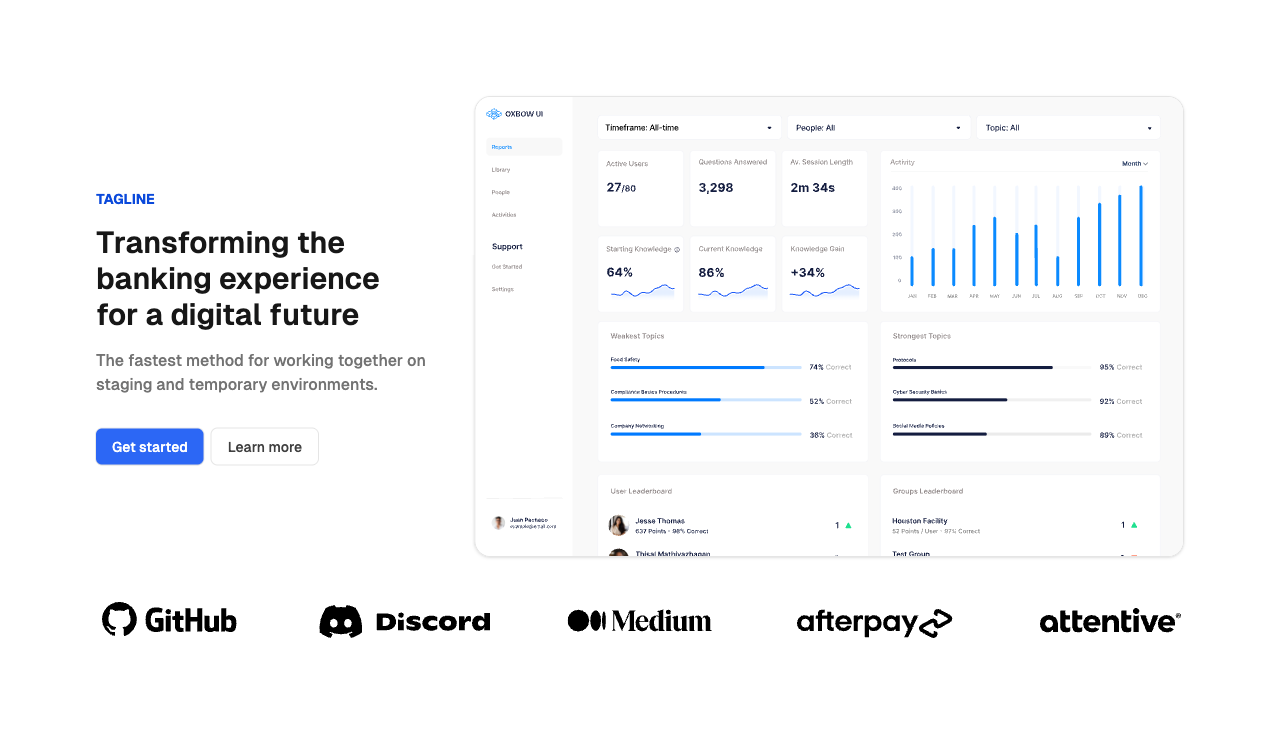 TAGLINE
Transforming the
banking experience
for a digital future
The fastest method for working together on
staging and temporary environments.
Get started
Learn more
OXBOW UI
Reports
Library
People
Activities
Support
Get Started
Settings
Juan Pacheco
Timeframe: All-time
People: All
Topic: All
Active Users
27/80
Questions Answered
3,298
Av. Session Length
2m 34s
Starting Knowledge
64%
Current Knowledge
86%
Knowledge Gain
+34%
Activity
Month
400
300
200
100
0
JAN FEB MAR APR MAY JUN JUL AUG SEP OCT NOV DEC
Weakest Topics
Food Safety
74% Correct
Compliance Basics Procedures
52% Correct
Company Networking
36% Correct
Strongest Topics
Protocols
95% Correct
Cyber Security Basics
92% Correct
Social Media Policies
89% Correct
User Leaderboard
Jesse Thomas
637 Points - 98% Correct
1
Thisal Mathiyazhagan
Groups Leaderboard
Houston Facility
52 Points / User - 97% Correct
1
Test Group
GitHub
Discord
Medium
afterpay
attentive®